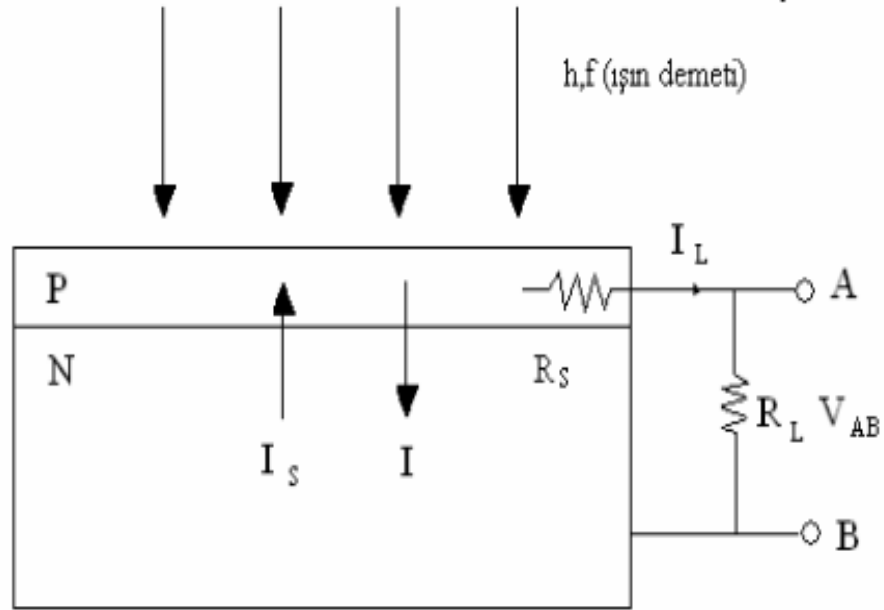 h,f (ışın demeti)
I L
P
A
N
R S
R L V AB
I S
I
B